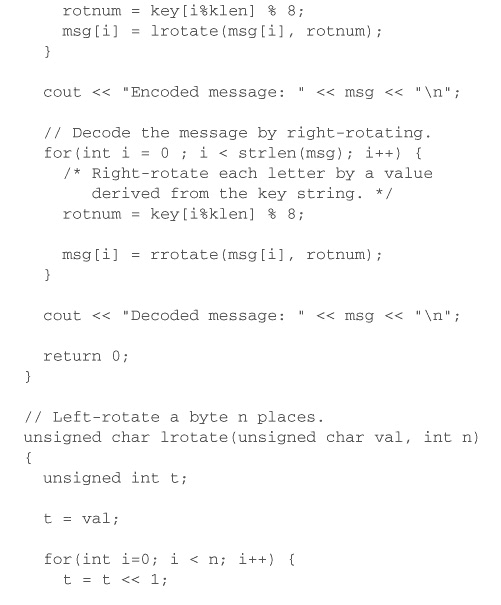 rotnum = key[i%klen] % 8;
msg[i] = lrotate(msg[i], rotnum);
}
cout << "Encoded message: " << msg << "\n";
// Decode the message by right-rotating.
for(int i = 0 ; i < strlen(msg); i++) {
/* Right-rotate each letter by a value
derived from the key string. */
rotnum = key[i%klen] % 8;
msg[i] = rrotate(msg[i], rotnum);
}
cout << "Decoded message: " << msg << "\n";
return 0;
}
// Left-rotate a byte n places.
unsigned char lrotate(unsigned char val, int n)
{
unsigned int t;
t = val;
for(int i=0; i < n; i++) {
t = t << 1;